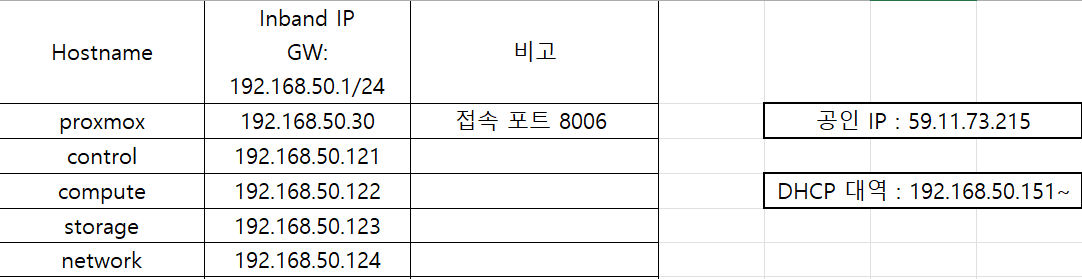 Hostname
Inband IP
GW:
192.168.50.1/24
비고
proxmox 192.168.50.30 접속 포트 8006 공인 IP : 59.11.73.215
control 192.168.50.121
compute 192.168.50.122 DHCP 대역 : 192.168.50.151~
storage 192.168.50.123
network 192.168.50.124